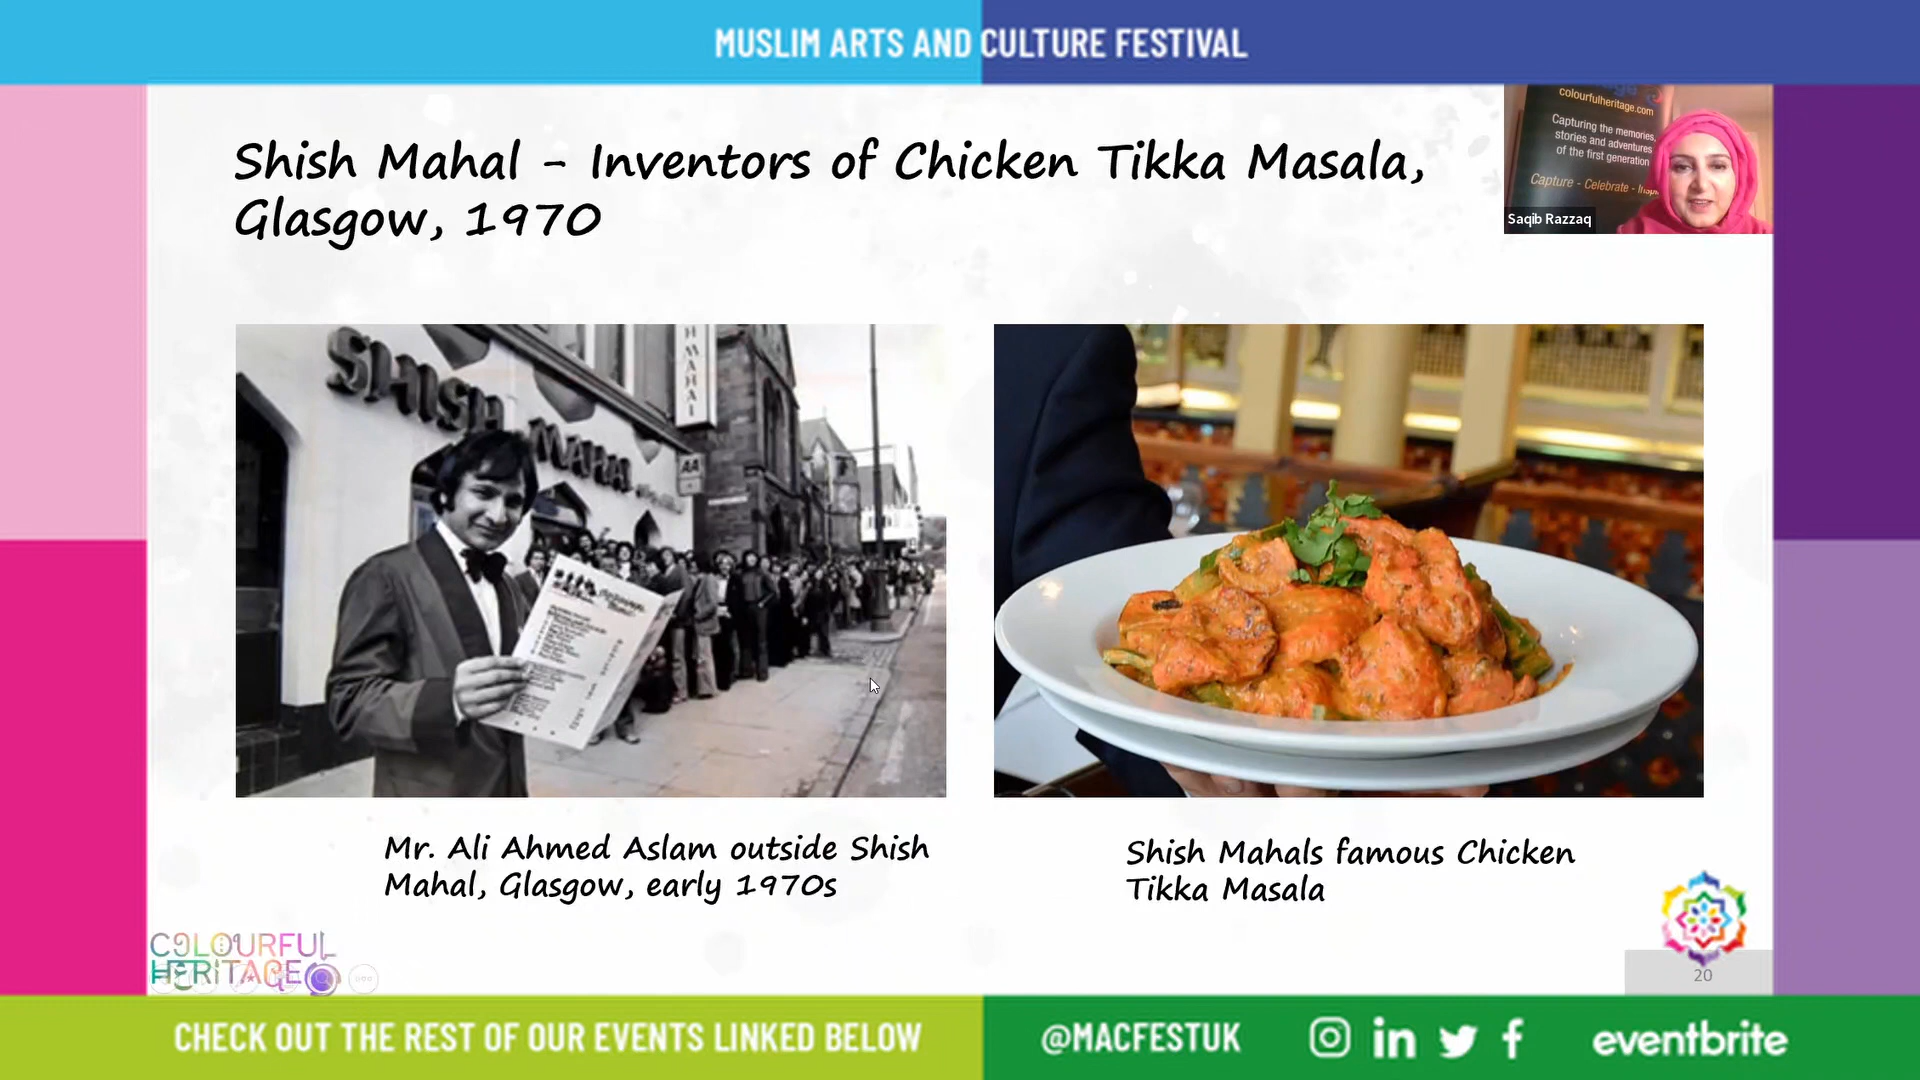 MUSLIM ARTS AND CULTURE FESTIVAL
Shish Mahal - Inventors of Chicken Tikka Masala,
Glasgow, 1970
colourfulheritage.com
Capturing the memories,
stories and adventures
of the first generation
Capture - Celebrate -
Saqib Razzaq
SHISH MAHAL
H MAHAL
AA
Mr. Ali Ahmed Aslam outside Shish
Mahal, Glasgow, early 1970s
Shish Mahals famous Chicken
Tikka Masala
COLOURFUL
HERITAGE
20
CHECK OUT THE REST OF OUR EVENTS LINKED BELOW
@MACFESTUK
eventbrite